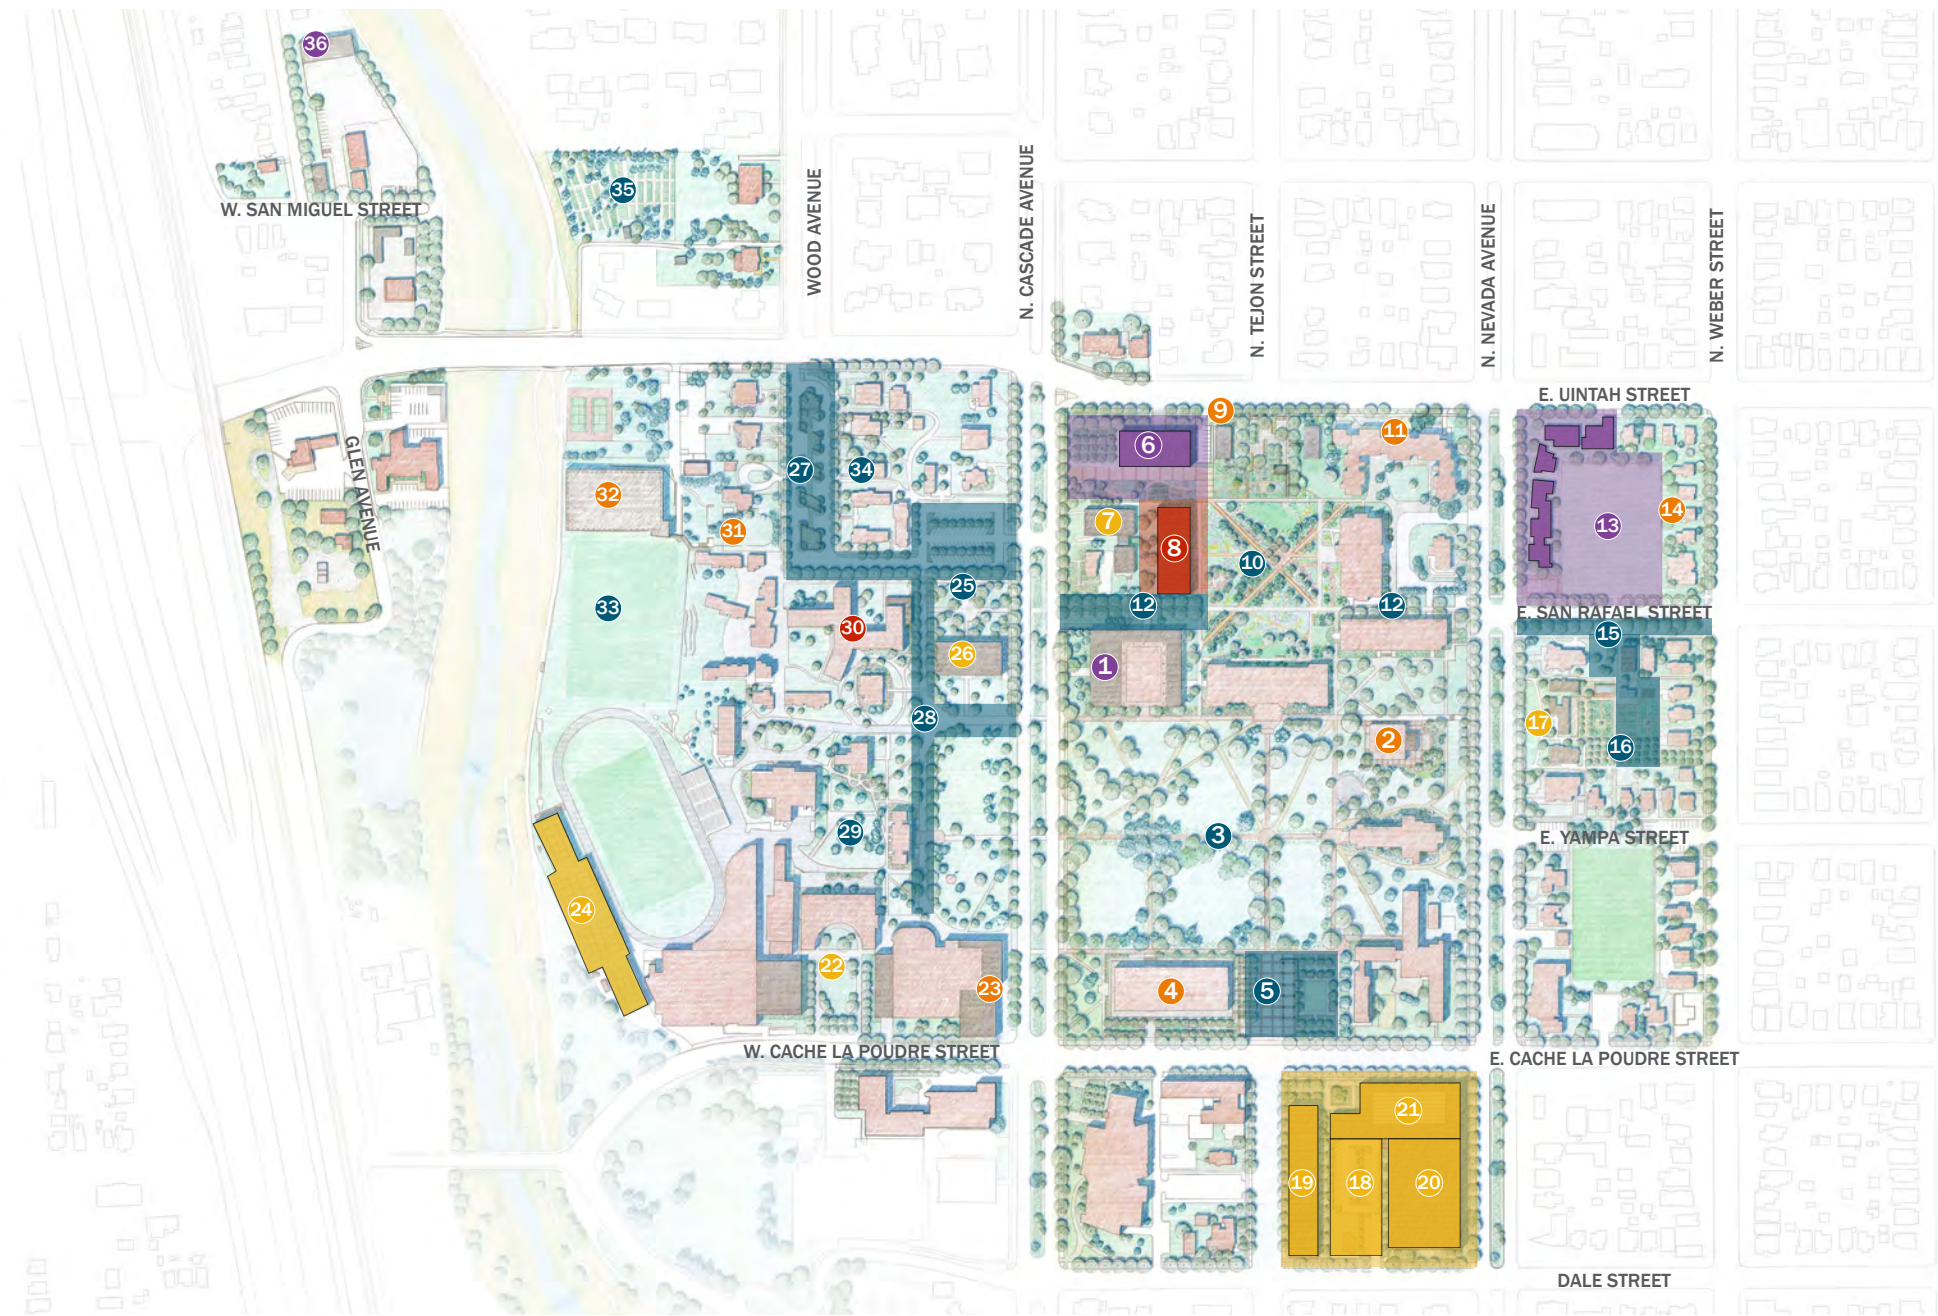 36
35
W. SAN MIGUEL STREET
WOOD AVENUE
N. CASCADE AVENUE
N. TEJON STREET
N. NEVADA AVENUE
N. WEBER STREET
E. UINTAH STREET
GLEN AVENUE
9
11
6
27
34
32
31
7
8
10
13
14
25
33
12
12
E. SAN RAFAEL STREET
15
30
26
1
28
17
2
16
29
3
E. YAMPA STREET
24
22
23
4
5
W. CACHE LA POUDRE STREET
E. CACHE LA POUDRE STREET
21
19
18
20
DALE STREET